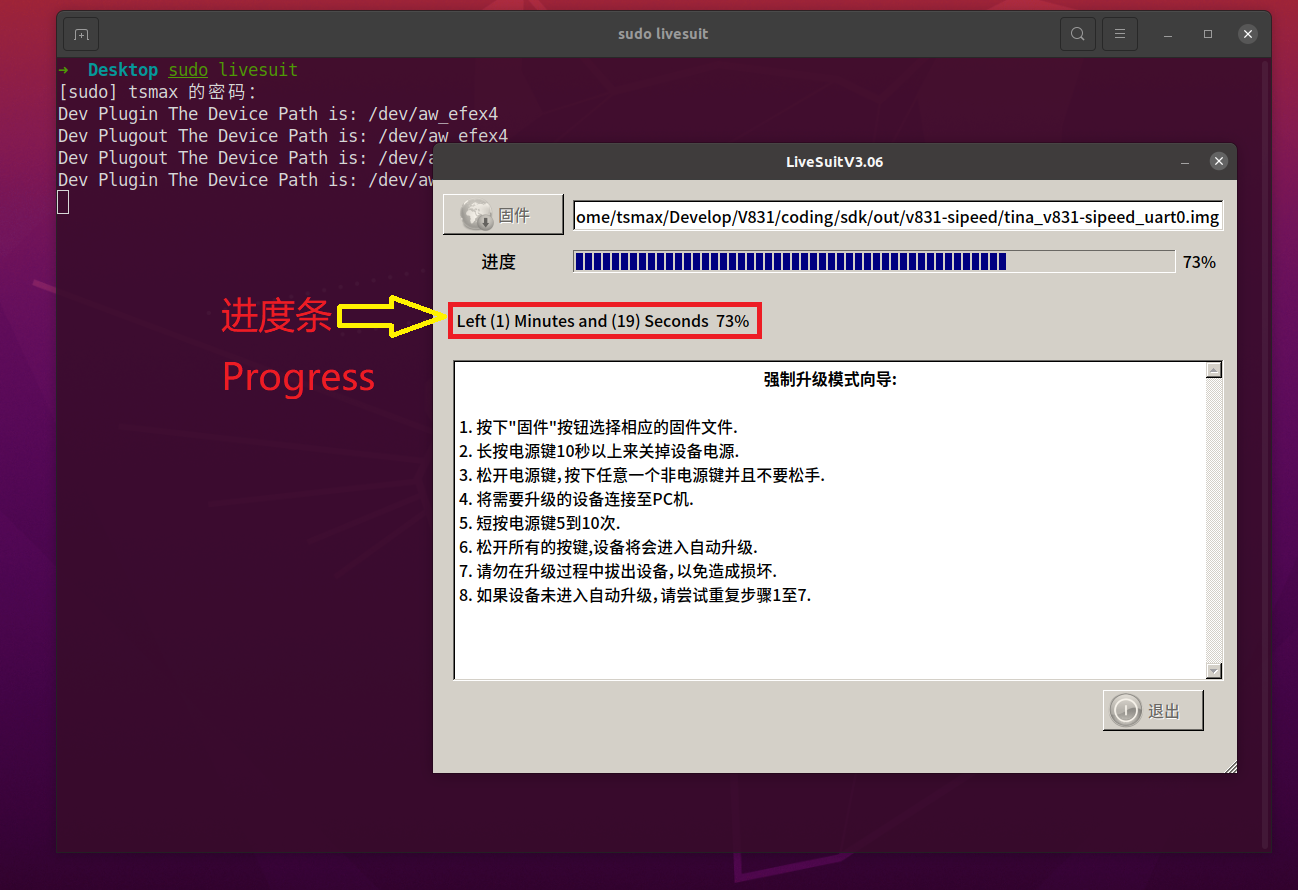 sudo livesuit
→ Desktop sudo livesuit
[sudo] tsmax 的密码：
Dev Plugin The Device Path is: /dev/aw_efex4
Dev Plugout The Device Path is: /dev/aw_efex4
Dev Plugout The Device Path is: /dev/a
Dev Plugin The Device Path is: /dev/aw
LiveSuitV3.06
固件
ome/tsmax/Develop/V831/coding/sdk/out/v831-sipeed/tina_v831-sipeed_uart0.img
进度
73%
进度条
Left (1) Minutes and (19) Seconds 73%
Progress
强制升级模式向导:
1. 按下"固件"按钮选择相应的固件文件.
2. 长按电源键10秒以上来关掉设备电源.
3. 松开电源键,按下任意一个非电源键并且不要松手.
4. 将需要升级的设备连接至PC机.
5. 短按电源键5到10次.
6. 松开所有的按键,设备将会进入自动升级.
7. 请勿在升级过程中拔出设备,以免造成损坏.
8. 如果设备未进入自动升级,请尝试重复步骤1至7.
退出